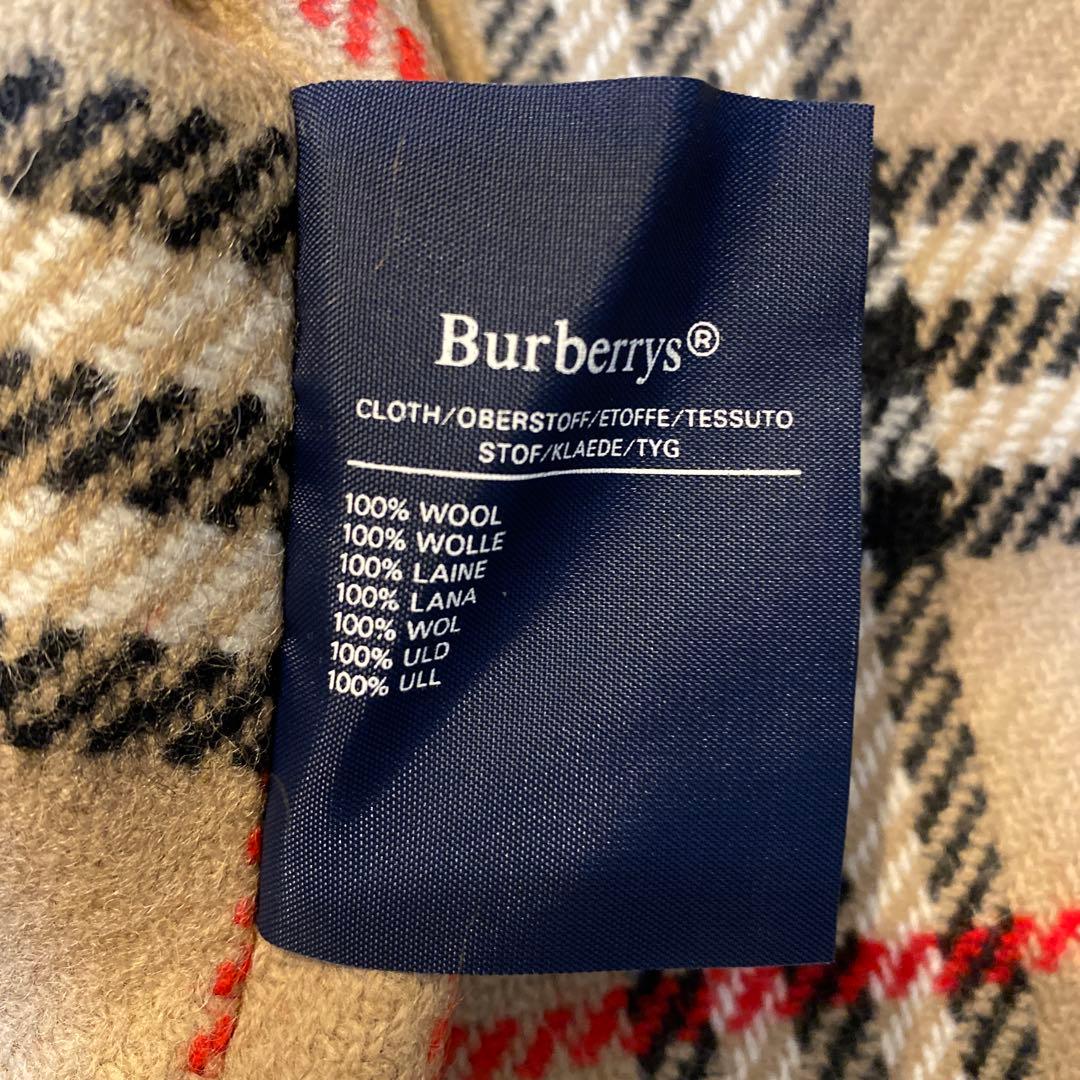 Burberrys®
CLOTH/OBERSTOFF/ETOFFE/TESSUTO
STOF/KLAEDE/TYG
100% WOOL
100% WOLLE
100% LAINE
100% LANA
100% WOL
100% ULD
100% ULL